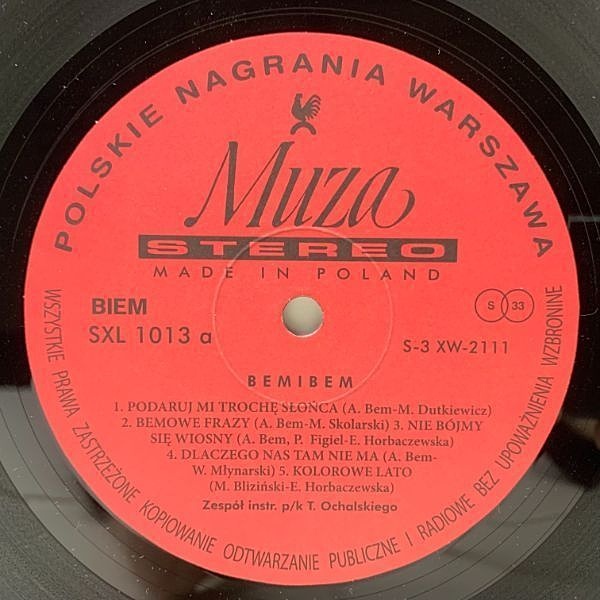 POLSKIE NAGRANIA WARSZAWA
Muza
STEREO
MADE IN POLAND
BIEM
SXL 1013 a
S 33
S-3 XW-2111
BEMIBEM
1. PODARUJ MI TROCHĘ SŁOŃCA (A. Bem-M. Dutkiewicz)
2. BEMOWE FRAZY (A. Bem-M. Skolarski) 3. NIE BÓJMY
SIĘ WIOSNY (A. Bem, P. Figiel-E. Horbaczewska)
4. DLACZEGO NAS TAM NIE MA (A. Bem-
W. Młynarski) 5. KOLOROWE LATO
(M. Bliziński-E. Horbaczewska)
Zespół instr. p/k T. Ochalskiego
WSZYSTKIE PRAWA ZASTRZEŻONE KOPIOWANIE ODTWARZANIE PUBLICZNE I RADIOWE BEZ UPOWAŻNIENIA WZBRONINE